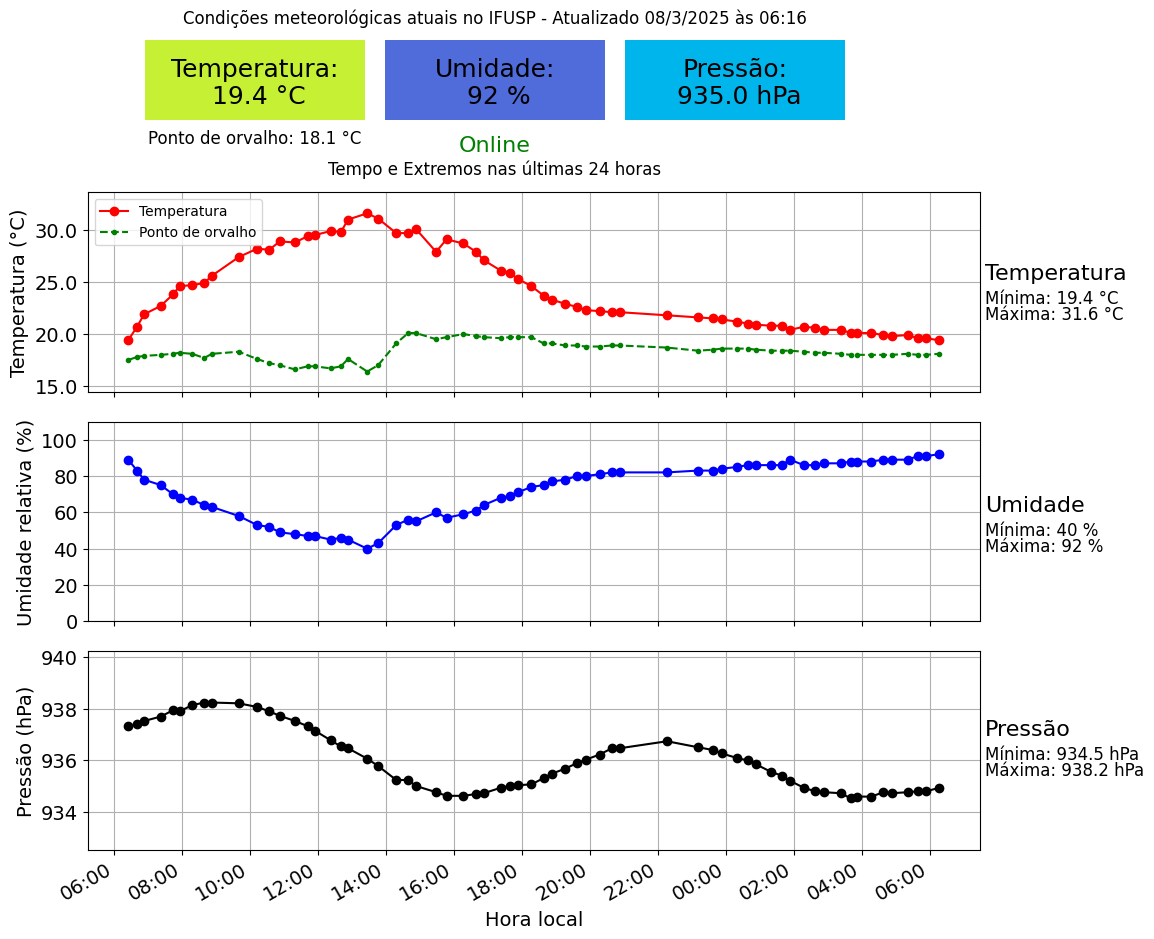 Condições meteorológicas atuais no IFUSP - Atualizado 08/3/2025 às 06:16
Temperatura:
19.4 °C
Umidade:
92 %
Pressão:
935.0 hPa
Ponto de orvalho: 18.1 °C
Online
Tempo e Extremos nas últimas 24 horas
Temperatura (°C)
30.0
25.0
20.0
15.0
Temperatura
Ponto de orvalho
Temperatura
Mínima: 19.4 °C
Máxima: 31.6 °C
Umidade relativa (%)
100
80
60
40
20
0
Umidade
Mínima: 40 %
Máxima: 92 %
Pressão (hPa)
940
938
936
934
Pressão
Mínima: 934.5 hPa
Máxima: 938.2 hPa
06:00
08:00
10:00
12:00
14:00
16:00
18:00
20:00
22:00
00:00
02:00
04:00
06:00
Hora local